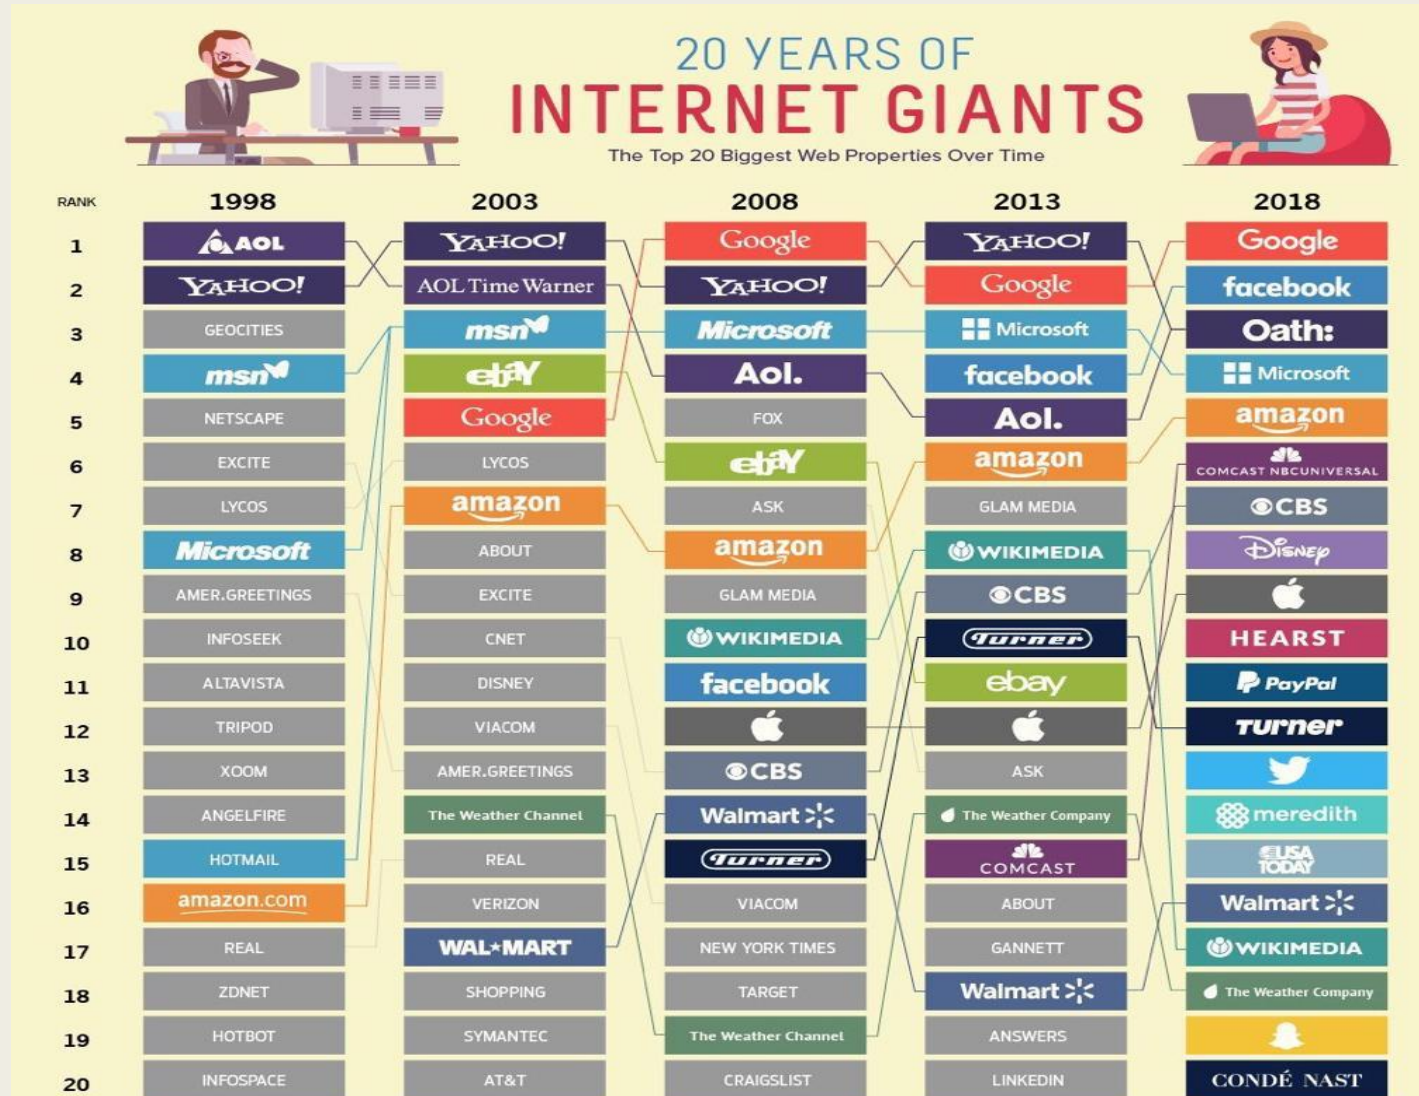 20 YEARS OF
INTERNET GIANTS
The Top 20 Biggest Web Properties Over Time
RANK 1998 2003 2008 2013 2018
1 AOL YAHOO! Google YAHOO! Google
2 YAHOO! AOL Time Warner YAHOO! Google facebook
3 GEOCITIES msn Microsoft Microsoft Oath:
4 msn ebay Aol. facebook Microsoft
5 NETSCAPE Google FOX Aol. amazon
6 EXCITE LYCOS ebay amazon COMCAST NBCUNIVERSAL
7 LYCOS amazon ASK GLAM MEDIA CBS
8 Microsoft ABOUT amazon WIKIMEDIA Disney
9 AMER.GREETINGS EXCITE GLAM MEDIA CBS
10 INFOSEEK CNET WIKIMEDIA Turner HEARST
11 ALTAVISTA DISNEY facebook ebay PayPal
12 TRIPOD VIACOM Turner
13 XOOM AMER.GREETINGS CBS ASK
14 ANGELFIRE The Weather Channel Walmart The Weather Company meredith
15 HOTMAIL REAL Turner COMCAST USA TODAY
16 amazon.com VERIZON VIACOM ABOUT Walmart
17 REAL WAL★MART NEW YORK TIMES GANNETT WIKIMEDIA
18 ZDNET SHOPPING TARGET Walmart The Weather Company
19 HOTBOT SYMANTEC The Weather Channel ANSWERS
20 INFOSPACE AT&T CRAIGSLIST LINKEDIN CONDÉ NAST